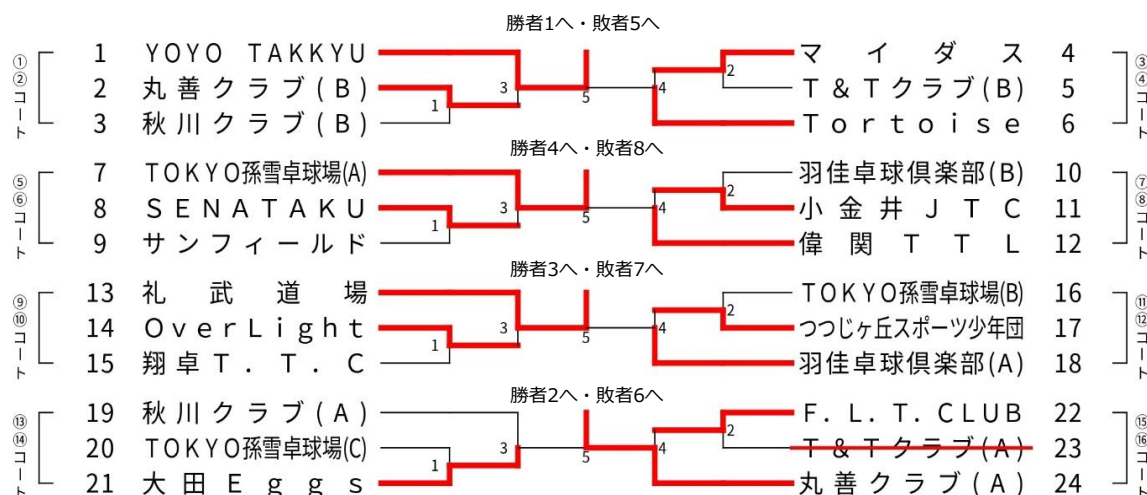 勝者1へ・敗者5へ
①②コート
1 YOYO TAKKYU
2 丸善クラブ(B)
3 秋川クラブ(B)
1
3
5
4
2
マイダス 4
T&Tクラブ(B) 5
Tortoise 6
③④コート
勝者4へ・敗者8へ
⑤⑥コート
7 TOKYO孫雪卓球場(A)
8 SENATAKU
9 サンフィールド
1
3
5
4
2
羽佳卓球倶楽部(B) 10
小金井JTC 11
偉関TTL 12
⑦⑧コート
勝者3へ・敗者7へ
⑨⑩コート
13 礼武道場
14 OverLight
15 翔卓T.T.C
1
3
5
4
2
TOKYO孫雪卓球場(B) 16
つつじヶ丘スポーツ少年団 17
羽佳卓球倶楽部(A) 18
⑪⑫コート
勝者2へ・敗者6へ
⑬⑭コート
19 秋川クラブ(A)
20 TOKYO孫雪卓球場(C)
21 大田Eggs
1
3
5
4
2
F.L.T.CLUB 22
T&Tクラブ(A) 23
丸善クラブ(A) 24
⑮⑯コート